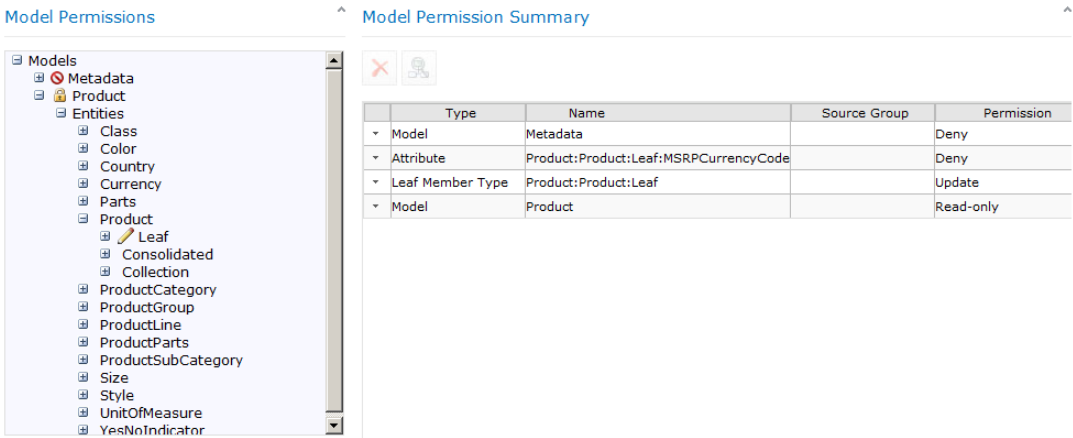 Model Permissions
Models
Metadata
Product
Entities
Class
Color
Country
Currency
Parts
Product
Leaf
Consolidated
Collection
ProductCategory
ProductGroup
ProductLine
ProductParts
ProductSubCategory
Size
Style
UnitOfMeasure
YesNoIndicator
Model Permission Summary
Type Name Source Group Permission
Model Metadata Deny
Attribute Product:Product:Leaf:MSRPCurrencyCode Deny
Leaf Member Type Product:Product:Leaf Update
Model Product Read-only